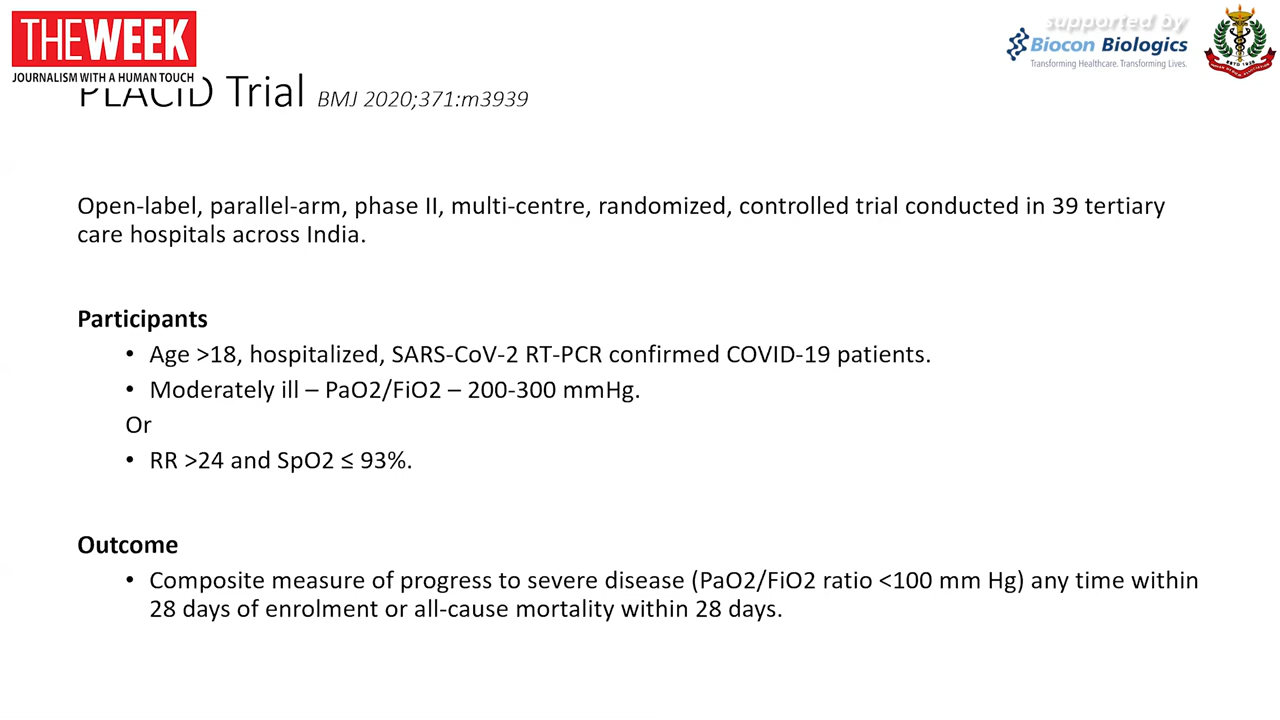 THE WEEK
JOURNALISM WITH A HUMAN TOUCH
supported by
Biocon Biologics
Transforming Healthcare. Transforming Lives.
PLACID Trial BMJ 2020;371:m3939
Open-label, parallel-arm, phase II, multi-centre, randomized, controlled trial conducted in 39 tertiary
care hospitals across India.
Participants
• Age >18, hospitalized, SARS-CoV-2 RT-PCR confirmed COVID-19 patients.
• Moderately ill – PaO2/FiO2 – 200-300 mmHg.
Or
• RR >24 and SpO2 ≤ 93%.
Outcome
• Composite measure of progress to severe disease (PaO2/FiO2 ratio <100 mm Hg) any time within
28 days of enrolment or all-cause mortality within 28 days.